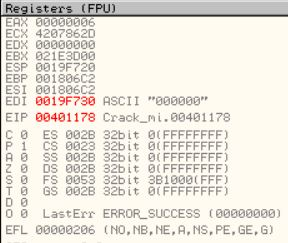 Registers (FPU)
EAX 00000006
ECX 4207862D
EDX 00000000
EBX 021E3D00
ESP 0019F720
EBP 001806C2
ESI 001806C2
EDI 0019F730 ASCII "000000"
EIP 00401178 Crack_mi.00401178
C 0 ES 002B 32bit 0(FFFFFFFF)
P 1 CS 0023 32bit 0(FFFFFFFF)
A 0 SS 002B 32bit 0(FFFFFFFF)
Z 0 DS 002B 32bit 0(FFFFFFFF)
S 0 FS 0053 32bit 3B1000(FFF)
T 0 GS 002B 32bit 0(FFFFFFFF)
D 0
O 0 LastErr ERROR_SUCCESS (00000000)
EFL 00000206 (NO,NB,NE,A,NS,PE,GE,G)